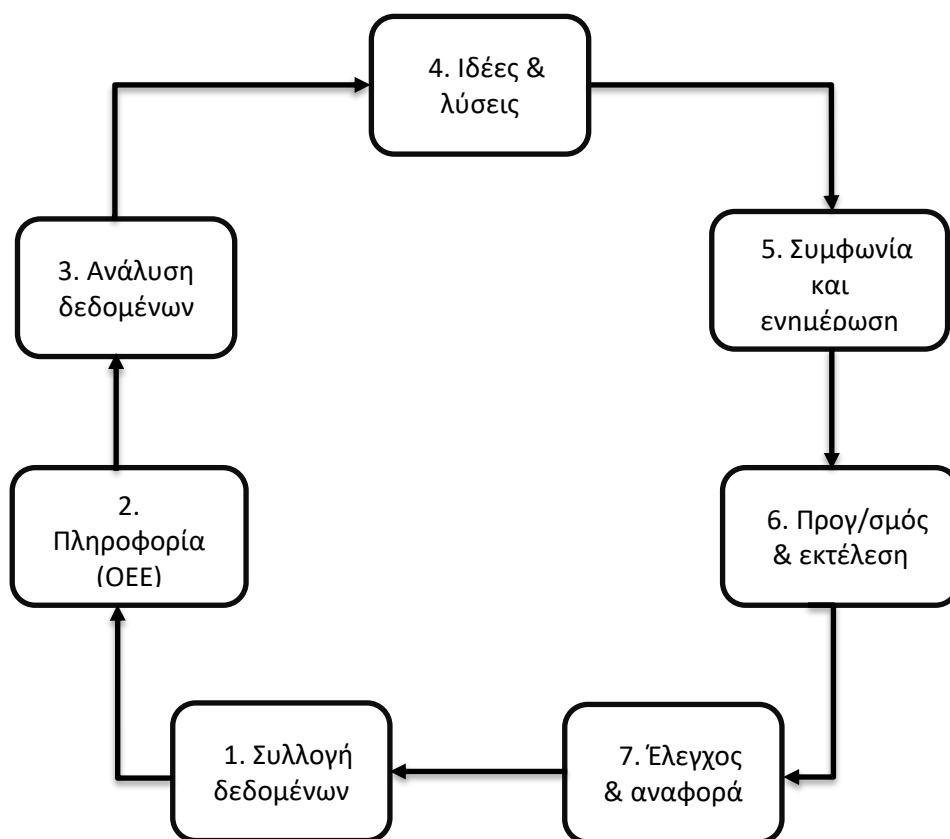 4. Ιδέες &
λύσεις
3. Ανάλυση
δεδομένων
5. Συμφωνία
και
ενημέρωση
2.
Πληροφορία
(OEE)
6. Προγ/σμός
& εκτέλεση
1. Συλλογή
δεδομένων
7. Έλεγχος
& αναφορά